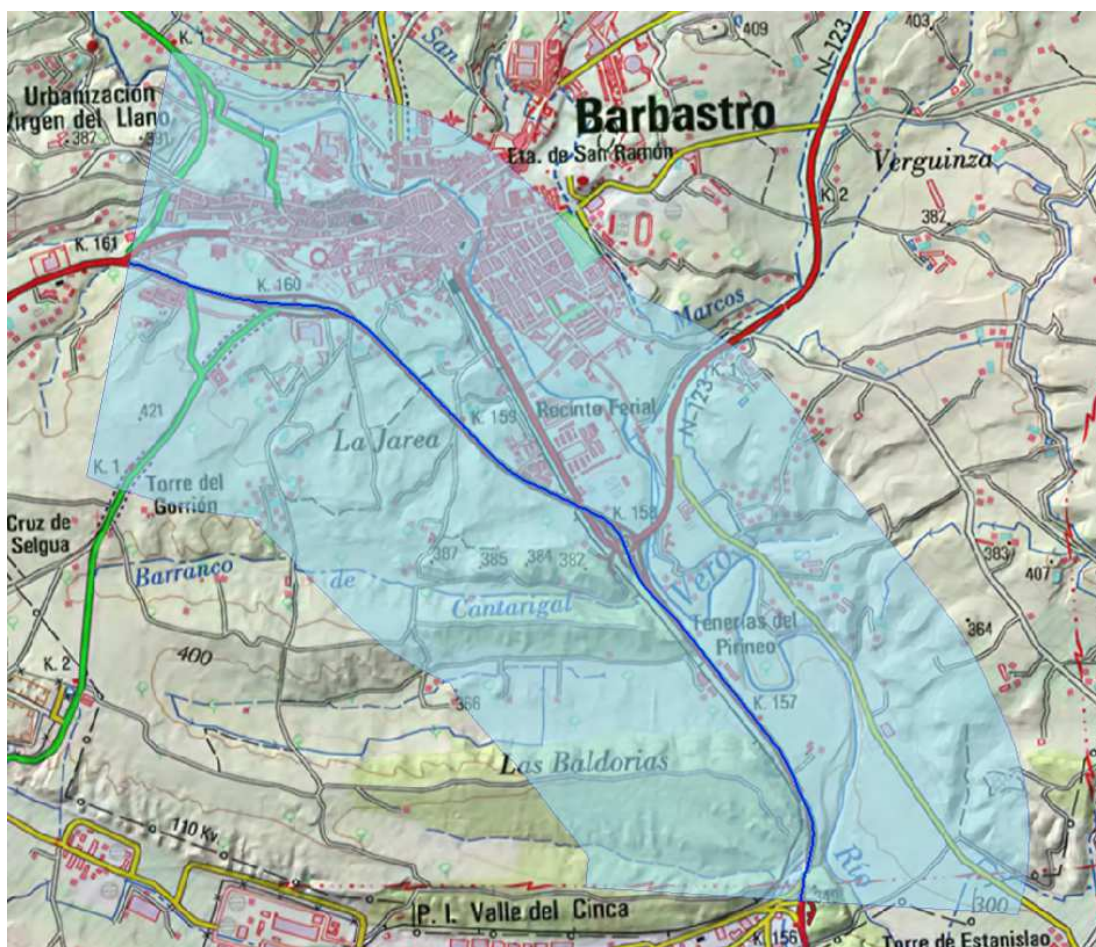 K. 1
San
409
403
N-123
Urbanización
Virgen del Llano
387
391
Barbastro
Eta. de San Ramón
Verguinza
K. 2
382
K. 161
K. 160
Marcos
K. 1
N-123
421
La Jarea
K. 159
Recinto Ferial
K. 1
Torre del
Gorrión
K. 158
Cruz de
Selgua
Barranco
de
Cantarigal
387
385
384
382
Vero
383
407
Tenerías del
Pirineo
364
400
K. 2
366
K. 157
Las Baldorias
110 Kv.
Río
P. I. Valle del Cinca
300
K. 156
Torre de Estanislao